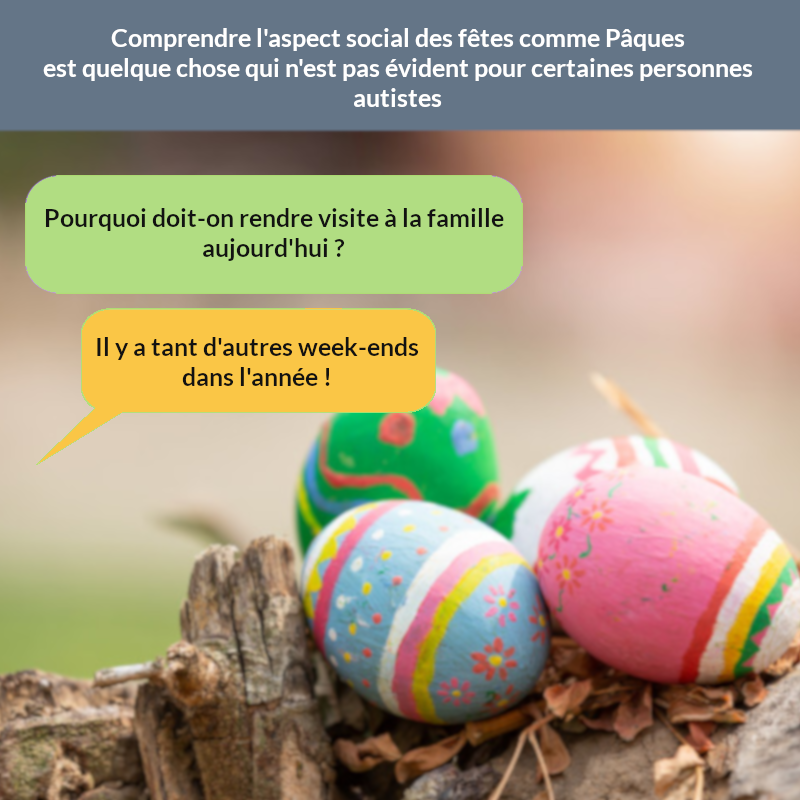 Comprendre l'aspect social des fêtes comme Pâques
est quelque chose qui n'est pas évident pour certaines personnes
autistes
Pourquoi doit-on rendre visite à la famille
aujourd'hui ?
Il y a tant d'autres week-ends
dans l'année !